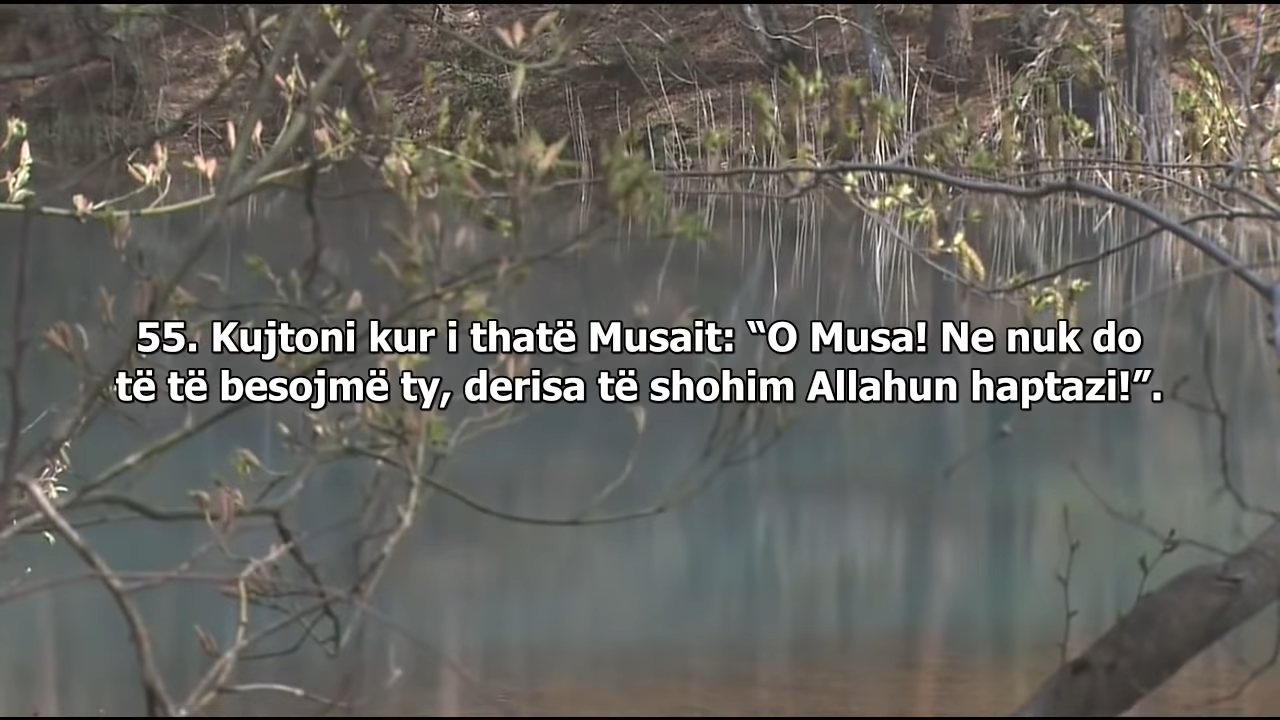 55. Kujtoni kur i thatë Musait: “O Musa! Ne nuk do
të të besojmë ty, derisa të shohim Allahun haptazi!”.